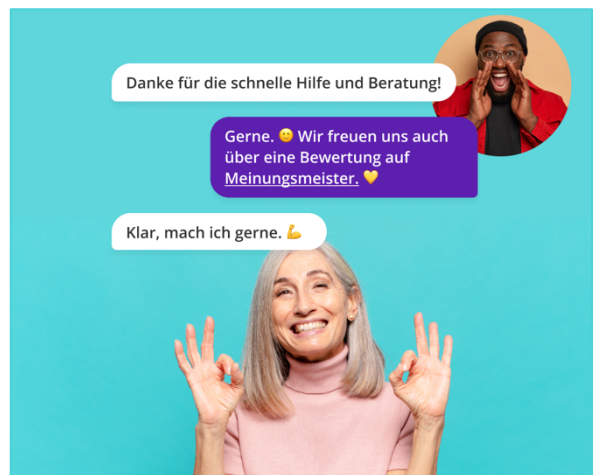 Danke für die schnelle Hilfe und Beratung!
Gerne. 🙂 Wir freuen uns auch
über eine Bewertung auf
Meinungsmeister. 💛
Klar, mach ich gerne. 💪